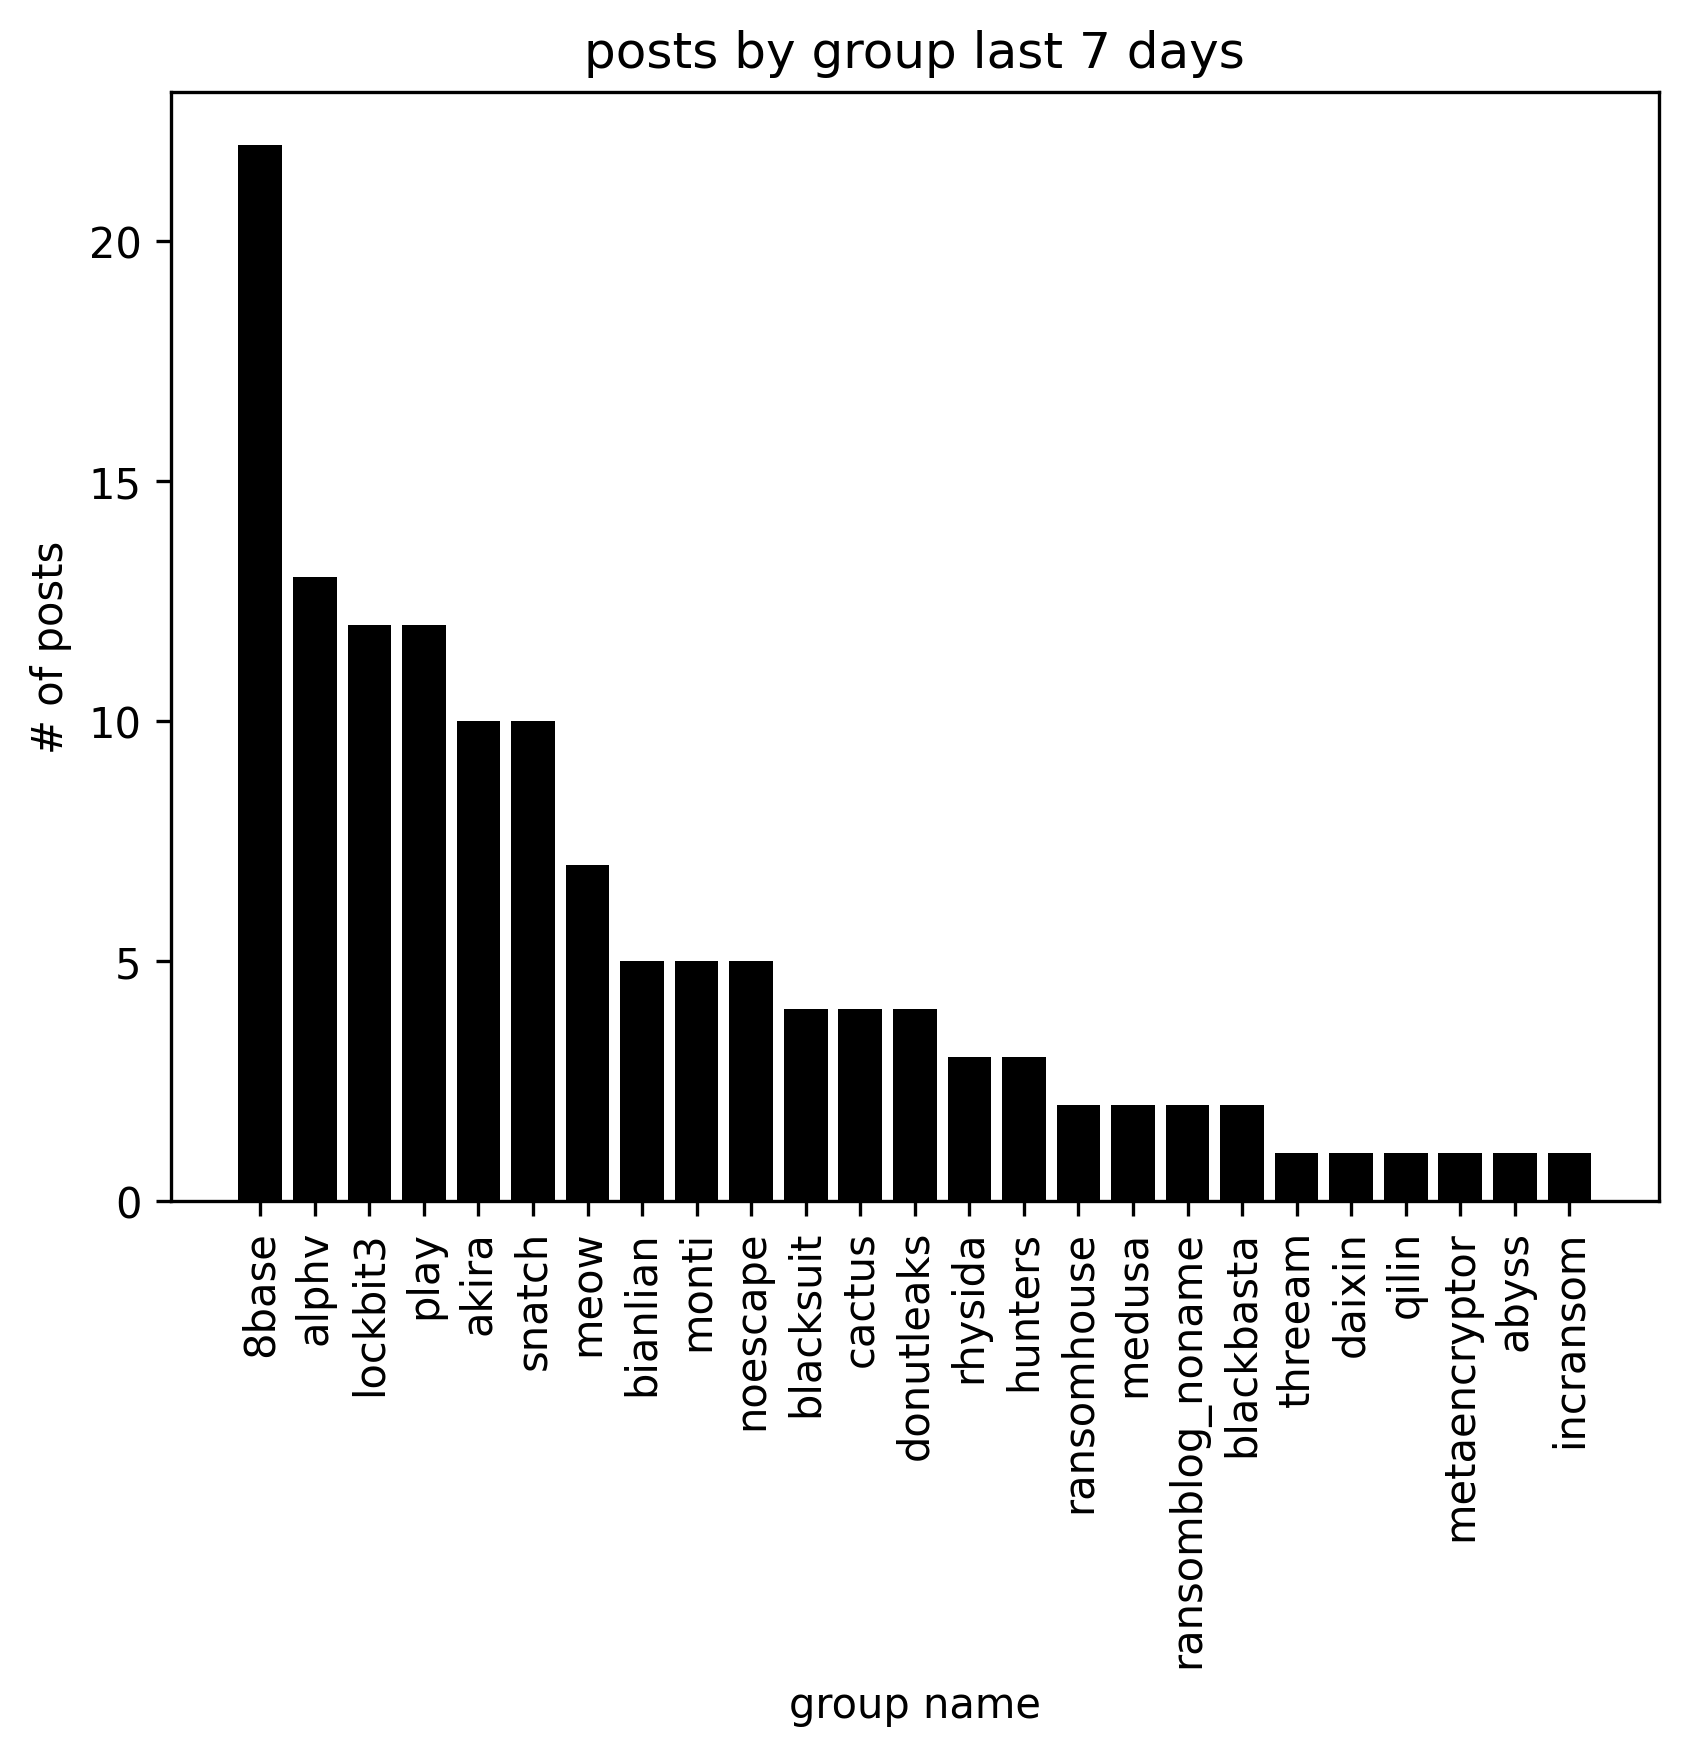 posts by group last 7 days
# of posts
20
15
10
5
0
8base
alphv
lockbit3
play
akira
snatch
meow
bianlian
monti
noescape
blacksuit
cactus
donutleaks
rhysida
hunters
ransomhouse
medusa
ransomblog_noname
blackbasta
threeam
daixin
qilin
metaencryptor
abyss
incransom
group name